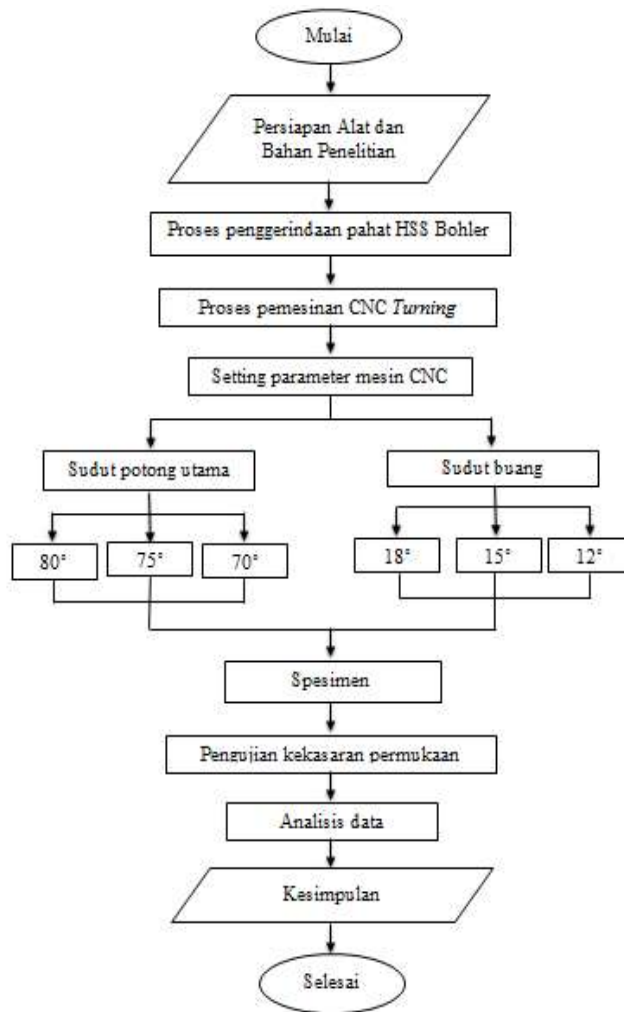 Mulai
Persiapan Alat dan
Bahan Penelitian
Proses penggerindaan pahat HSS Bohler
Proses pemesinan CNC Turning
Setting parameter mesin CNC
Sudut potong utama
Sudut buang
80°
75°
70°
18°
15°
12°
Spesimen
Pengujian kekasaran permukaan
Analisis data
Kesimpulan
Selesai